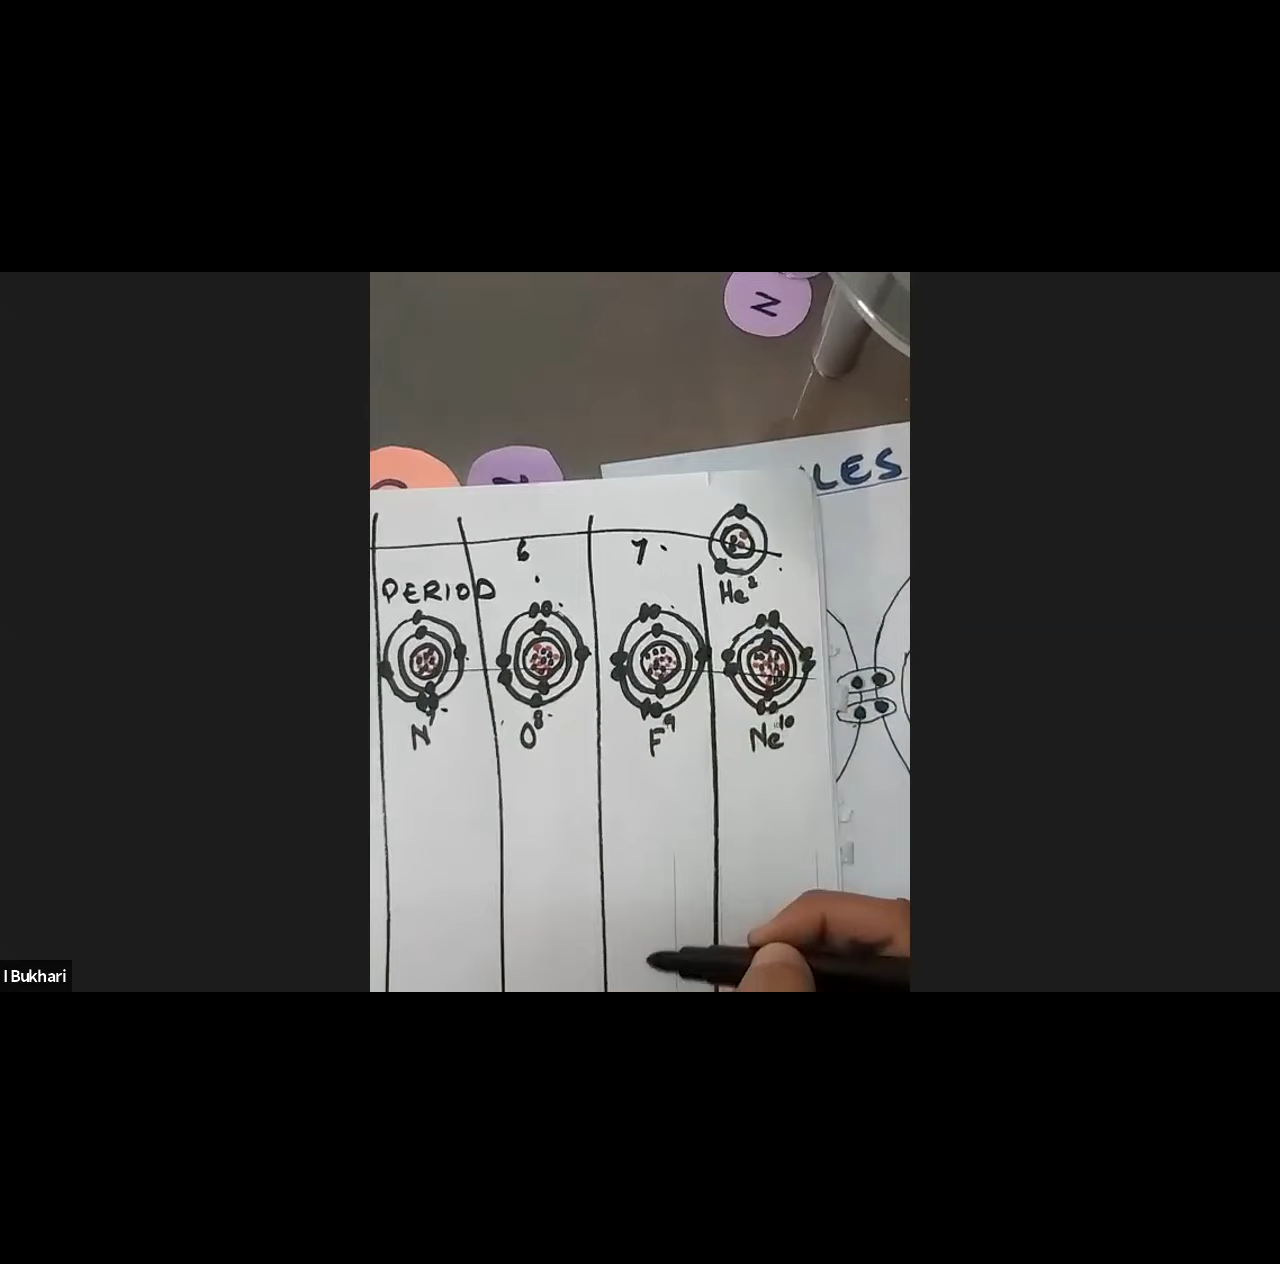 N
LES
6
7.
PERIOD
He²
N⁷
O⁸
F⁹
Ne¹⁰
I Bukhari